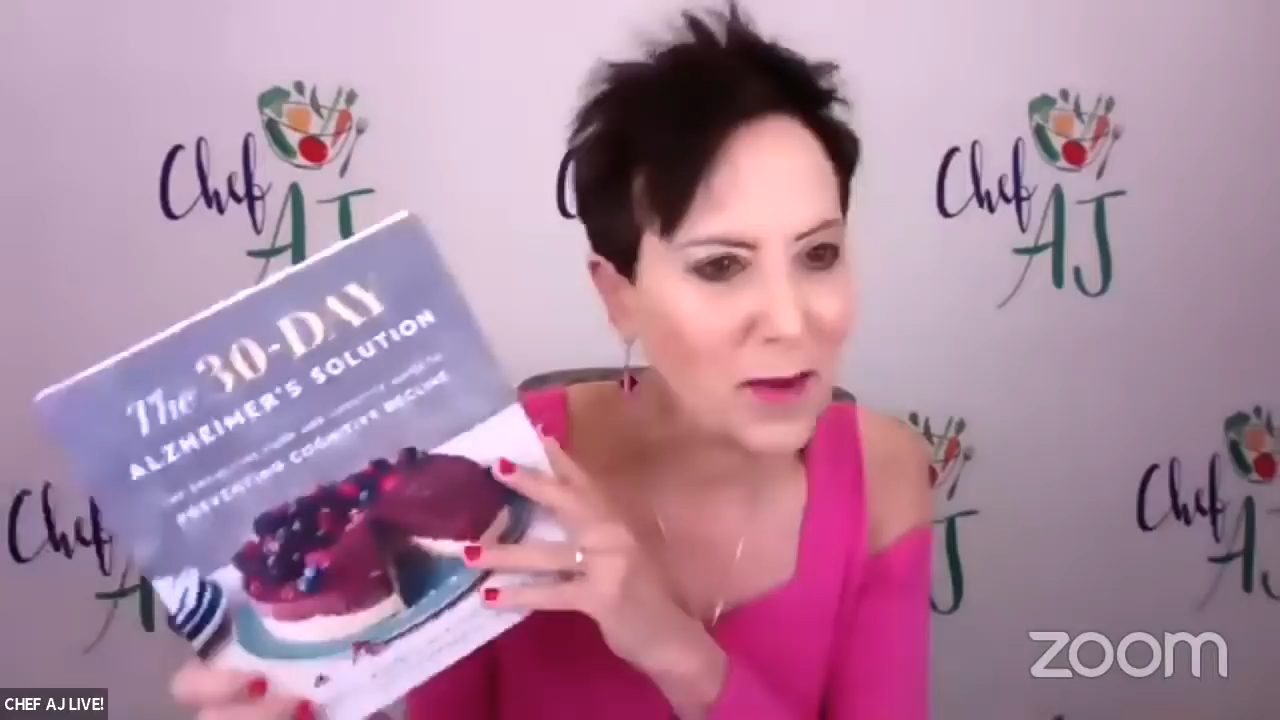 Chef
AJ
Chef
AJ
The 30-DAY
ALZHEIMER'S SOLUTION
PREVENTING COGNITIVE DECLINE
Chef
A
AJ
Chef
A
J
zoom
CHEF AJ LIVE!